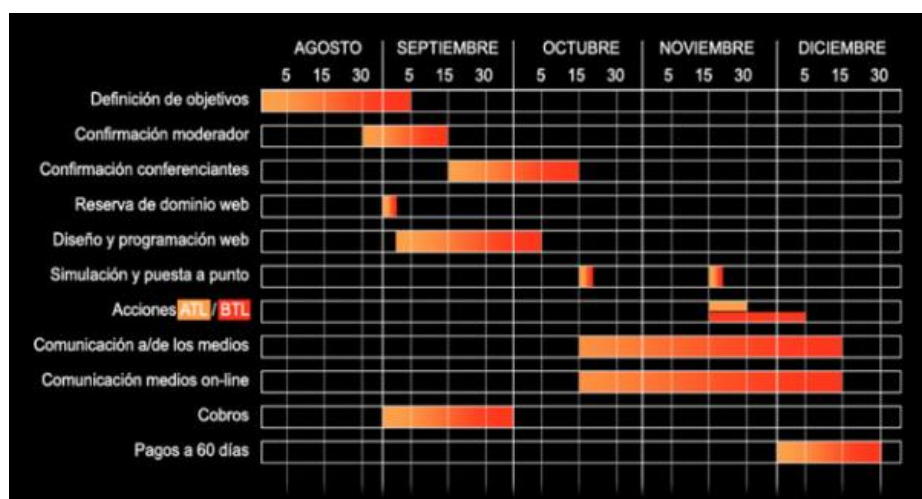 AGOSTO SEPTIEMBRE OCTUBRE NOVIEMBRE DICIEMBRE
5 15 30 5 15 30 5 15 5 15 30 5 15 30
Definición de objetivos
Confirmación moderador
Confirmación conferenciantes
Reserva de dominio web
Diseño y programación web
Simulación y puesta a punto
Acciones ATL / BTL
Comunicación a/de los medios
Comunicación medios on-line
Cobros
Pagos a 60 días